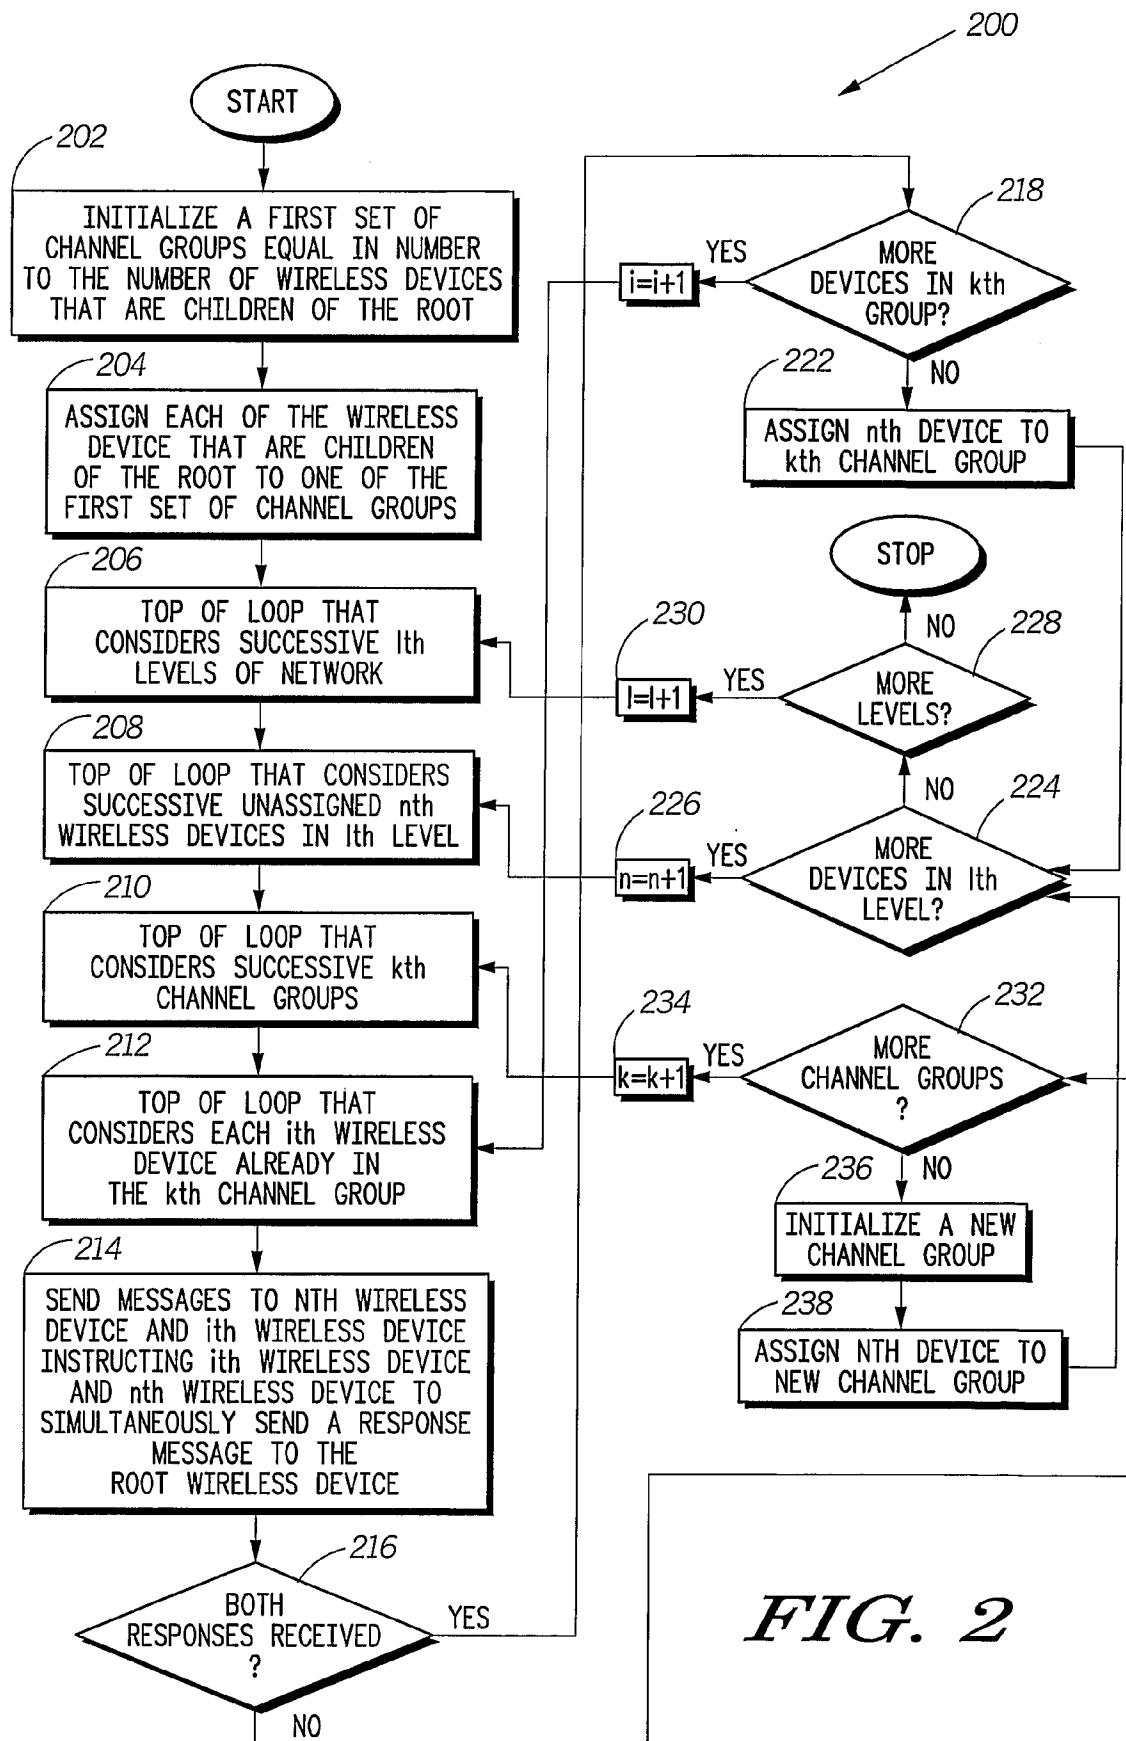 200
START
202
INITIALIZE A FIRST SET OF
CHANNEL GROUPS EQUAL IN NUMBER
TO THE NUMBER OF WIRELESS DEVICES
THAT ARE CHILDREN OF THE ROOT
204
ASSIGN EACH OF THE WIRELESS
DEVICE THAT ARE CHILDREN
OF THE ROOT TO ONE OF THE
FIRST SET OF CHANNEL GROUPS
206
TOP OF LOOP THAT
CONSIDERS SUCCESSIVE lth
LEVELS OF NETWORK
208
TOP OF LOOP THAT CONSIDERS
SUCCESSIVE UNASSIGNED nth
WIRELESS DEVICES IN lth LEVEL
210
TOP OF LOOP THAT
CONSIDERS SUCCESSIVE kth
CHANNEL GROUPS
212
TOP OF LOOP THAT
CONSIDERS EACH ith WIRELESS
DEVICE ALREADY IN
THE kth CHANNEL GROUP
214
SEND MESSAGES TO NTH WIRELESS
DEVICE AND ith WIRELESS DEVICE
INSTRUCTING ith WIRELESS DEVICE
AND nth WIRELESS DEVICE TO
SIMULTANEOUSLY SEND A RESPONSE
MESSAGE TO THE
ROOT WIRELESS DEVICE
216
BOTH
RESPONSES RECEIVED
?
YES
NO
218
MORE
DEVICES IN kth
GROUP?
YES
i=i+1
NO
222
ASSIGN nth DEVICE TO
kth CHANNEL GROUP
STOP
NO
228
MORE
LEVELS?
YES
230
l=l+1
NO
224
MORE
DEVICES IN lth
LEVEL?
YES
226
n=n+1
232
MORE
CHANNEL GROUPS
?
YES
234
k=k+1
NO
236
INITIALIZE A NEW
CHANNEL GROUP
238
ASSIGN NTH DEVICE TO
NEW CHANNEL GROUP
FIG. 2